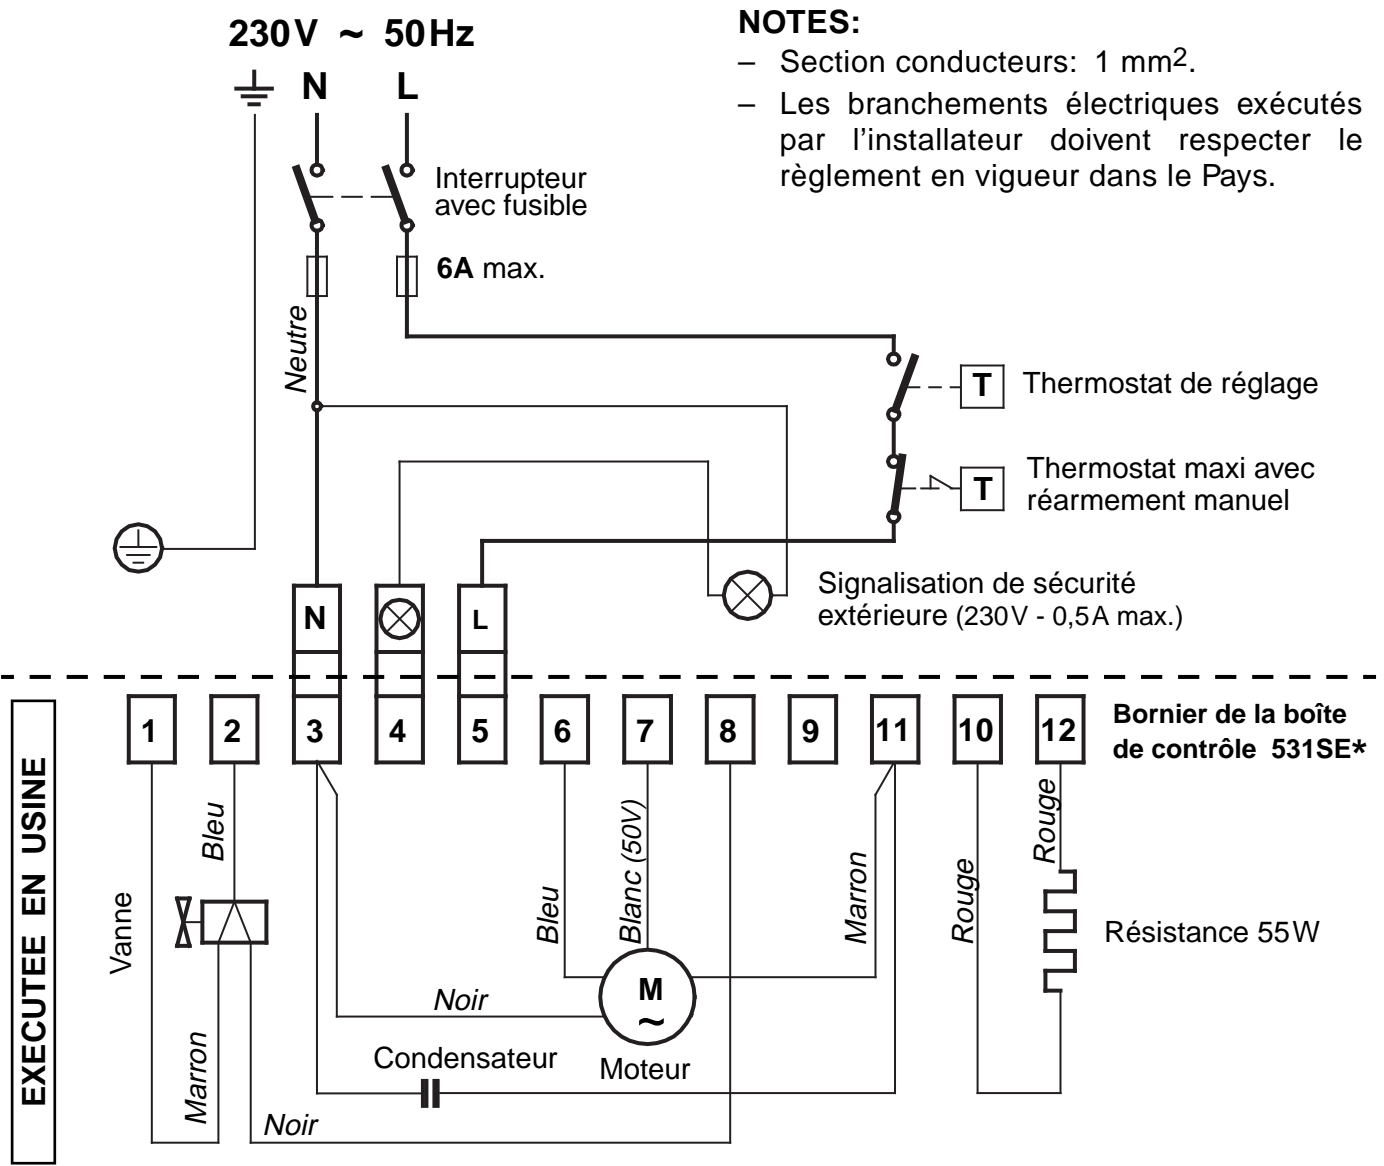 230V ~ 50Hz
N L
NOTES:
– Section conducteurs: 1 mm².
– Les branchements électriques exécutés
par l’installateur doivent respecter le
règlement en vigueur dans le Pays.
Interrupteur
avec fusible
6A max.
Neutre
T Thermostat de réglage
T Thermostat maxi avec
réarmement manuel
Signalisation de sécurité
extérieure (230V - 0,5A max.)
N L
1 2 3 4 5 6 7 8 9 11 10 12
Bornier de la boîte
de contrôle 531SE*
EXECUTEE EN USINE
Vanne
Bleu
Marron
Noir
Noir
Condensateur
Bleu
Blanc (50V)
M
~
Moteur
Marron
Rouge
Rouge
Résistance 55W